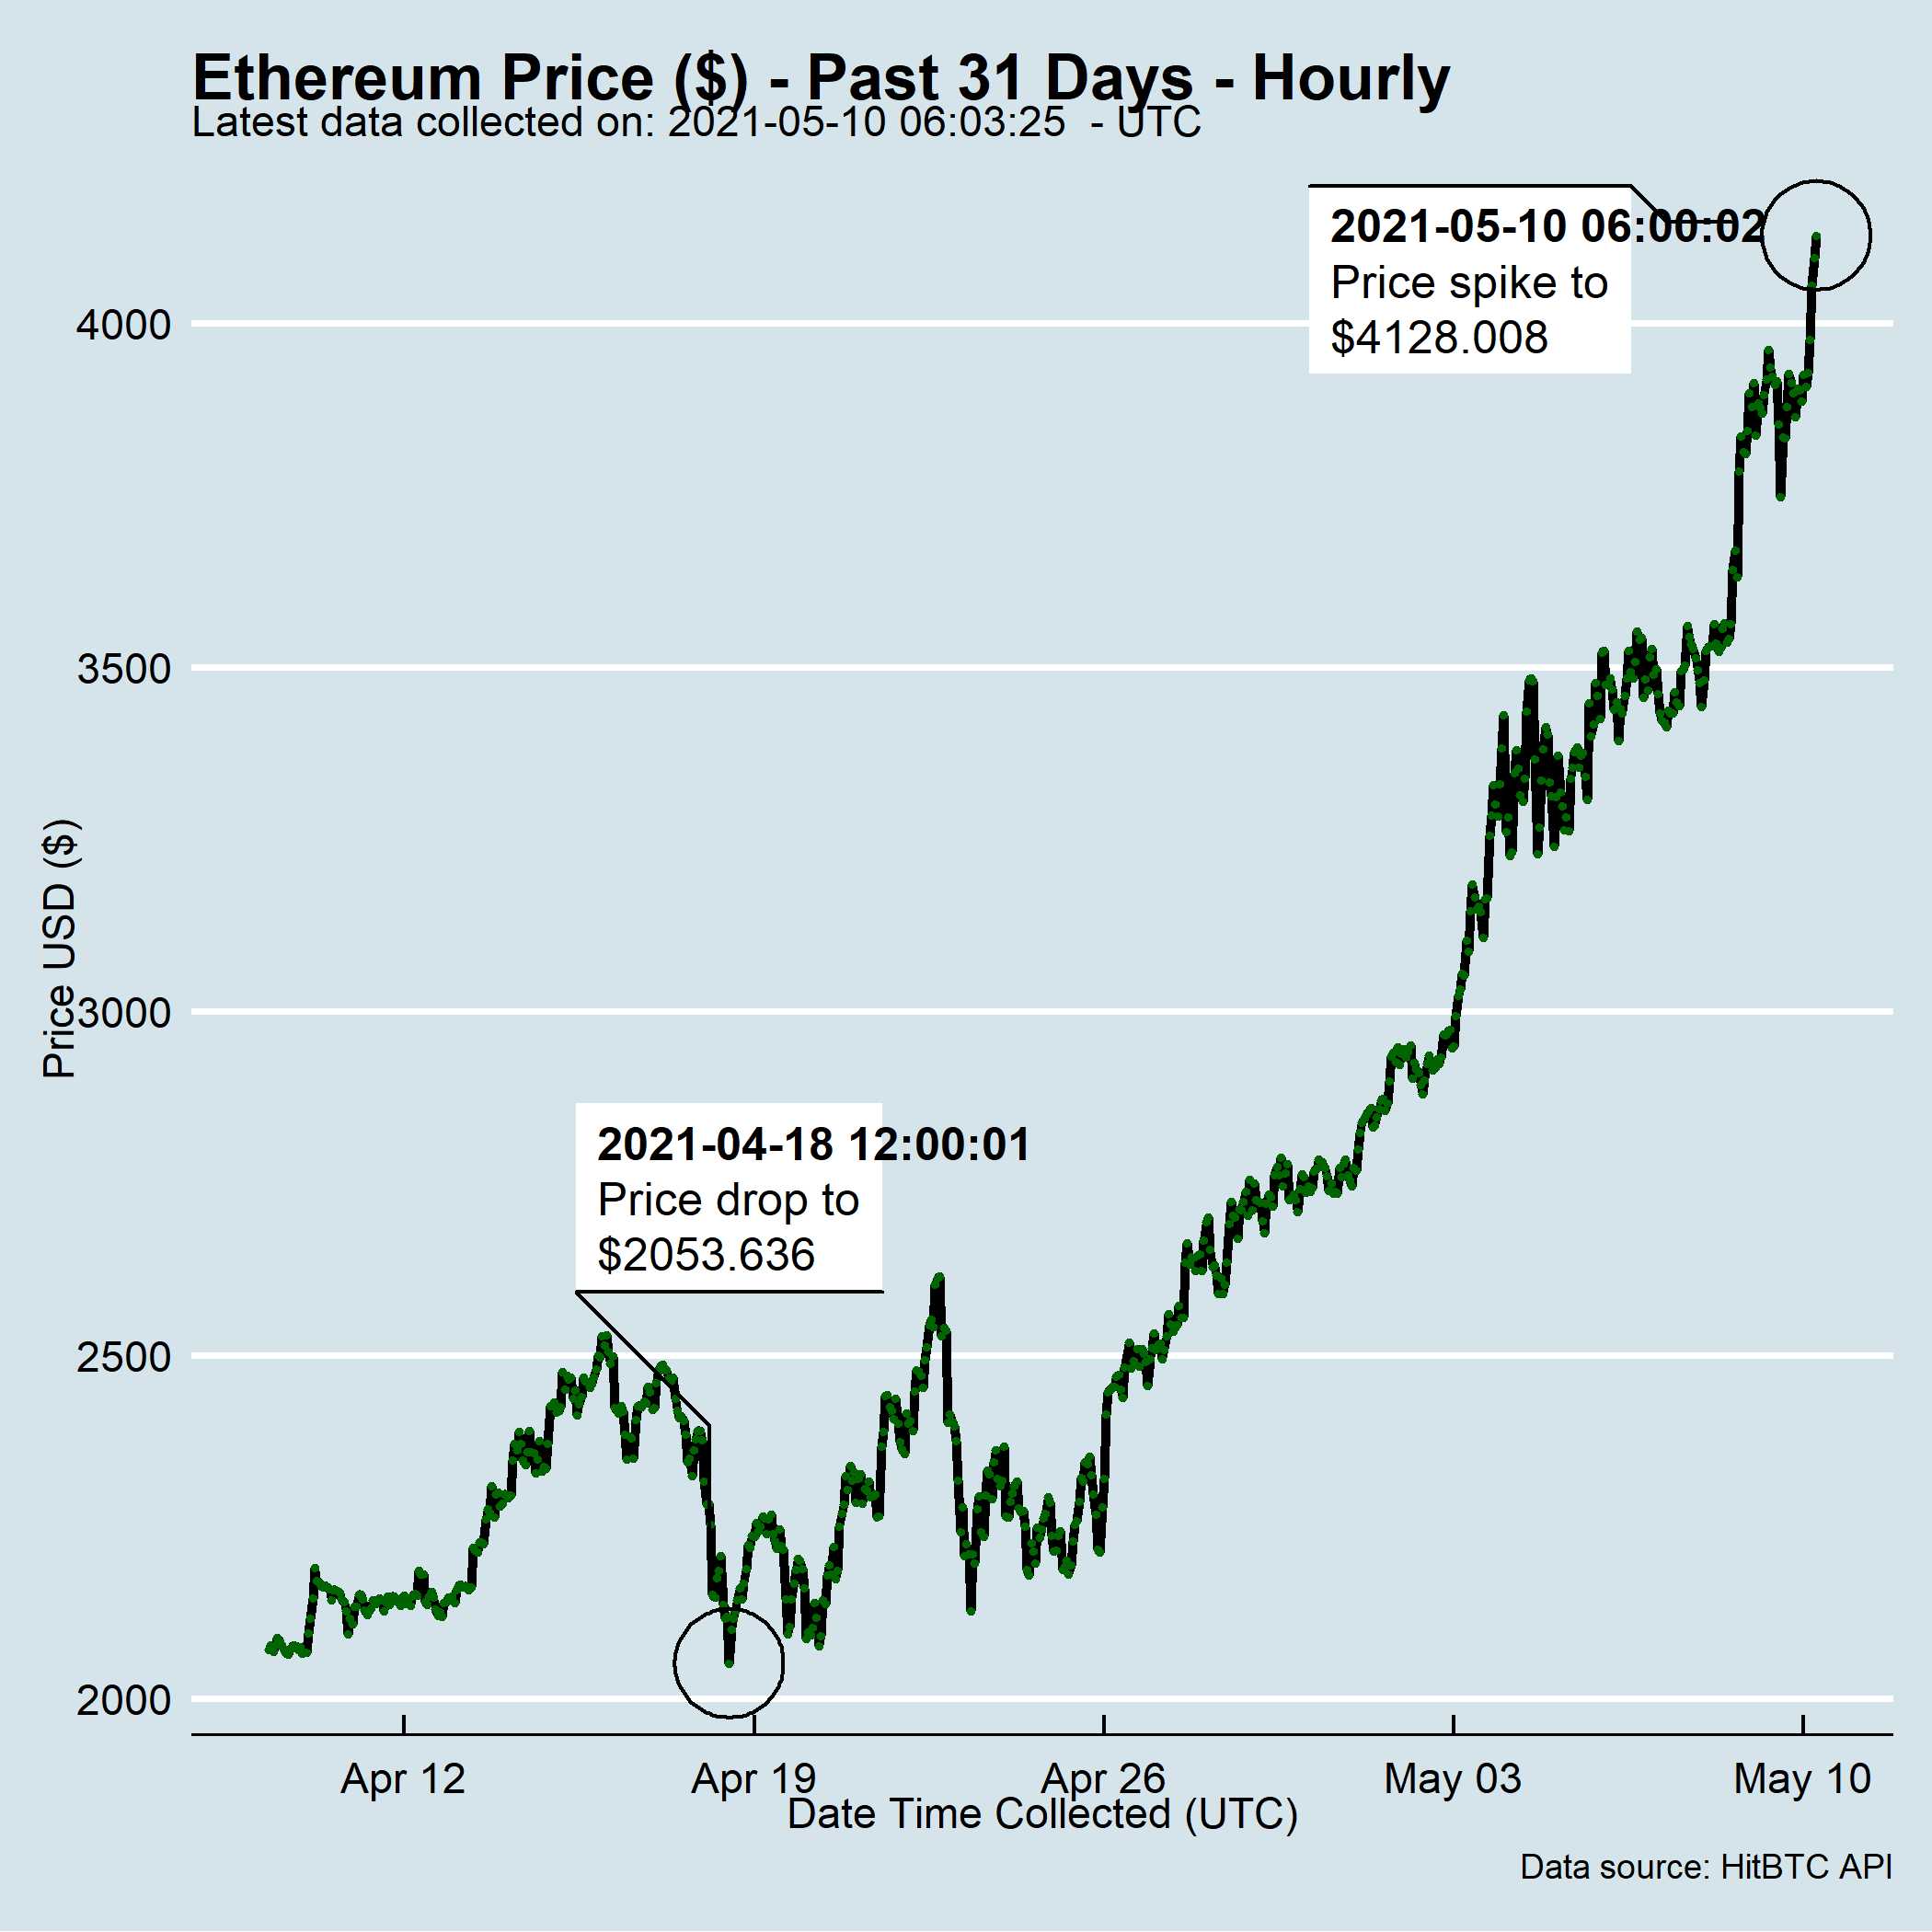 Ethereum Price ($) - Past 31 Days - Hourly
Latest data collected on: 2021-05-10 06:03:25  - UTC
2021-05-10 06:00:02
Price spike to
$4128.008
4000
3500
3000
2500
2000
Price USD ($)
2021-04-18 12:00:01
Price drop to
$2053.636
Apr 12
Apr 19
Apr 26
May 03
May 10
Date Time Collected (UTC)
Data source: HitBTC API